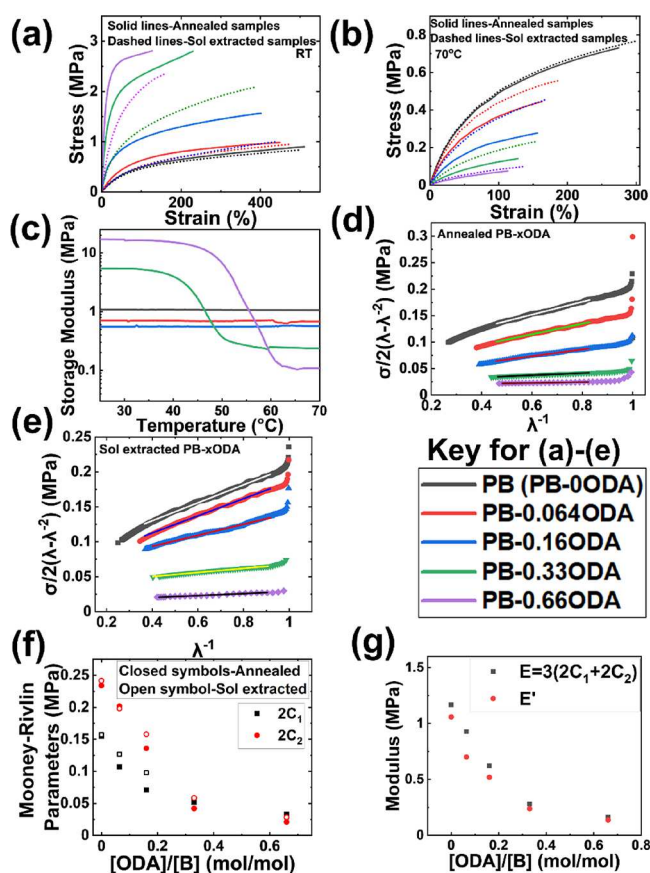 (a)
Solid lines-Annealed samples
Dashed lines-Sol extracted samples
RT
Stress (MPa)
3
2
1
0
0
200
400
Strain (%)
(b)
Solid lines-Annealed samples
Dashed lines-Sol extracted samples
70°C
Stress (MPa)
0.8
0.6
0.4
0.2
0.0
0
100
200
300
Strain (%)
(c)
Storage Modulus (MPa)
10
1
0.1
30
40
50
60
70
Temperature (°C)
(d)
Annealed PB-xODA
σ/2(λ-λ⁻²) (MPa)
0.3
0.25
0.2
0.15
0.1
0.05
0
0.2
0.4
0.6
0.8
1
λ⁻¹
(e)
Sol extracted PB-xODA
σ/2(λ-λ⁻²) (MPa)
0.25
0.2
0.15
0.1
0.05
0
0.2
0.4
0.6
0.8
1
λ⁻¹
Key for (a)-(e)
PB (PB-0ODA)
PB-0.064ODA
PB-0.16ODA
PB-0.33ODA
PB-0.66ODA
(f)
Closed symbols-Annealed
Open symbol-Sol extracted
2C₁
2C₂
Mooney-Rivlin
Parameters (MPa)
0.25
0.20
0.15
0.10
0.05
0
0.0
0.2
0.4
0.6
[ODA]/[B] (mol/mol)
(g)
E=3(2C₁+2C₂)
E'
Modulus (MPa)
1.5
1
0.5
0
0.0
0.2
0.4
0.6
0.8
[ODA]/[B] (mol/mol)